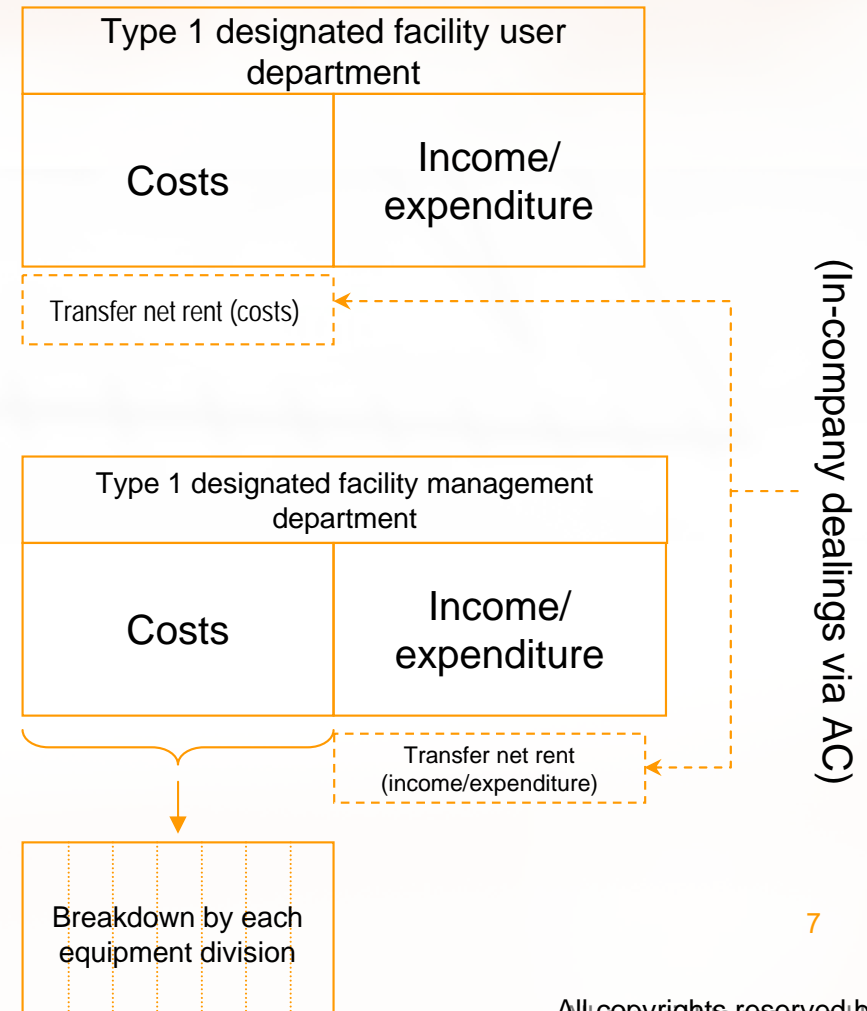 Type 1 designated facility user
department
Costs
Income/
expenditure
Transfer net rent (costs)
(In-company dealings via AC)
Type 1 designated facility management
department
Costs
Income/
expenditure
Transfer net rent
(income/expenditure)
Breakdown by each
equipment division
7
All copyrights reserved b